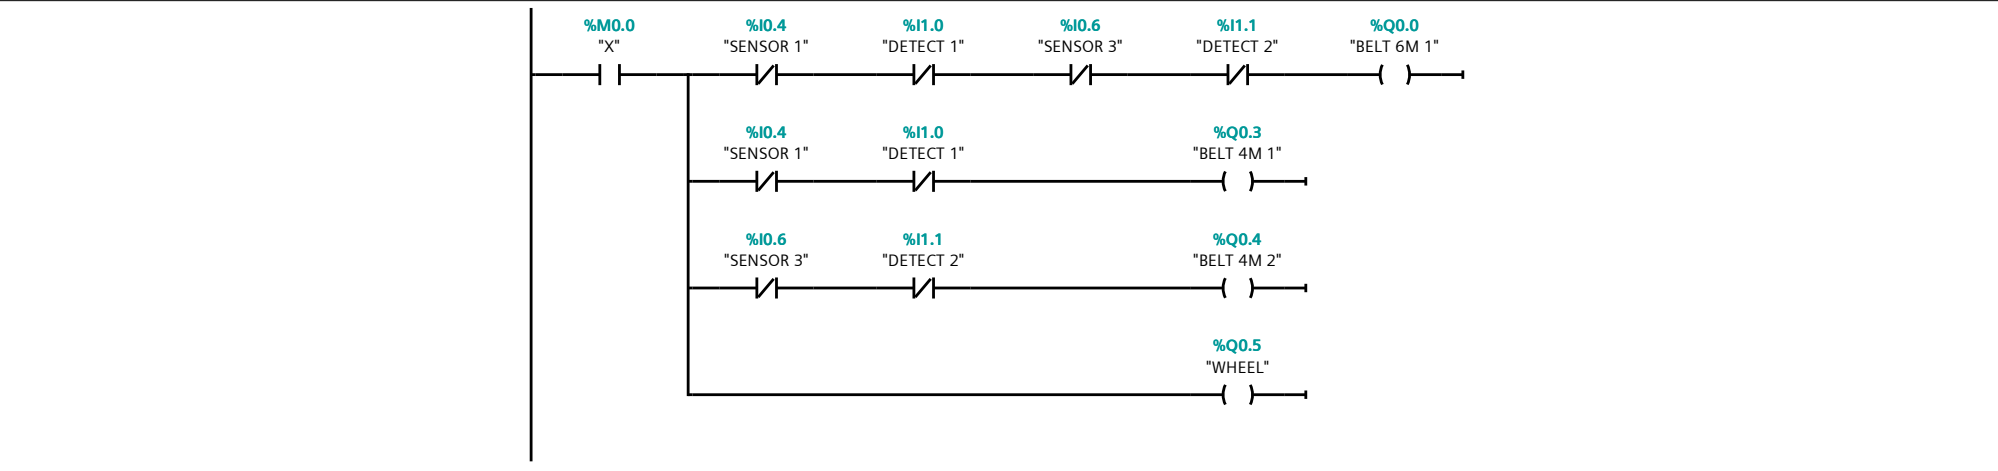 %M0.0 %I0.4 %I1.0 %I0.6 %I1.1 %Q0.0
"X" "SENSOR 1" "DETECT 1" "SENSOR 3" "DETECT 2" "BELT 6M 1"
%I0.4 %I1.0 %Q0.3
"SENSOR 1" "DETECT 1" "BELT 4M 1"
%I0.6 %I1.1 %Q0.4
"SENSOR 3" "DETECT 2" "BELT 4M 2"
%Q0.5
"WHEEL"